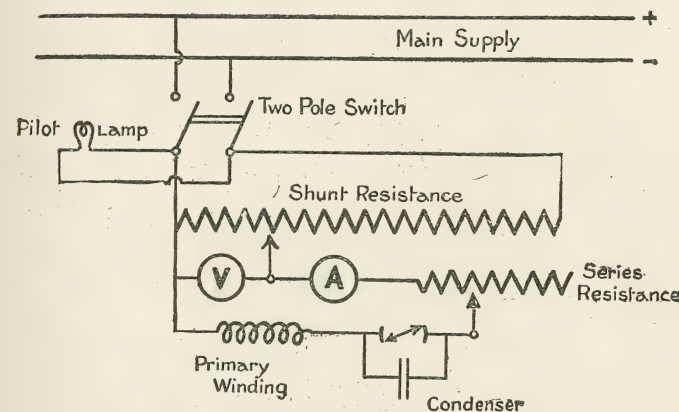 +
Main Supply
-
Two Pole Switch
Pilot Lamp
Shunt Resistance
V
A
Series
Resistance
Primary
Winding
Condenser